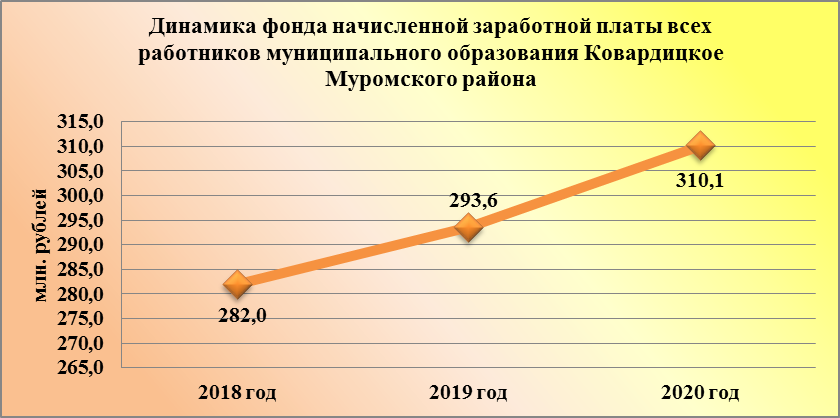 Динамика фонда начисленной заработной платы всех
работников муниципального образования Ковардицкое
Муромского района
млн. рублей
315,0
310,0
305,0
300,0
295,0
290,0
285,0
280,0
275,0
270,0
265,0
282,0
293,6
310,1
2018 год
2019 год
2020 год